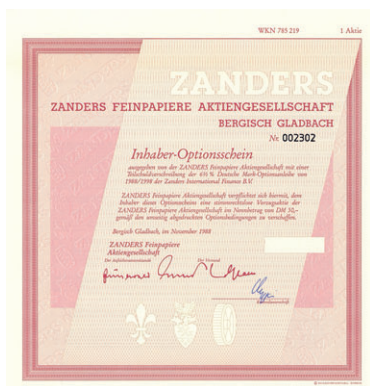 WKN 785 219 1 Aktie
ZANDERS
ZANDERS FEINPAPIERE AKTIENGESELLSCHAFT
BERGISCH GLADBACH
Nr. 002302
Inhaber-Optionsschein
ausgegeben von der ZANDERS Feinpapiere Aktiengesellschaft mit einer
Teilschuldverschreibung der 6½ % Deutsche Mark-Optionsanleihe von
1988/1998 der Zanders International Finance B.V.
ZANDERS Feinpapiere Aktiengesellschaft verpflichtet sich hiermit, dem
Inhaber dieses Optionsscheins eine stimmrechtslose Vorzugsaktie der
ZANDERS Feinpapiere Aktiengesellschaft im Nennbetrag von DM 50,-
gemäß den umseitig abgedruckten Optionsbedingungen zu verschaffen.
Bergisch Gladbach, im November 1988
ZANDERS Feinpapiere
Aktiengesellschaft
Der Aufsichtsratsvorsitzende Der Vorstand